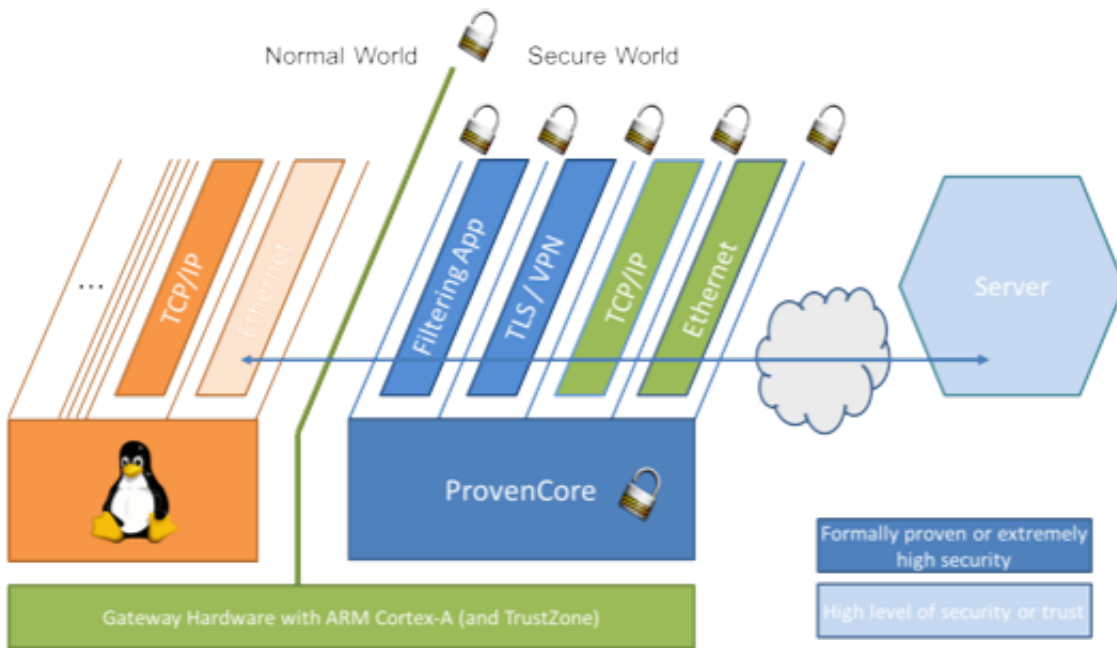 Normal World
Secure World
...
TCP/IP
Ethernet
Filtering App
TLS / VPN
TCP/IP
Ethernet
Server
ProvenCore
Formally proven or extremely
high security
High level of security or trust
Gateway Hardware with ARM Cortex-A (and TrustZone)